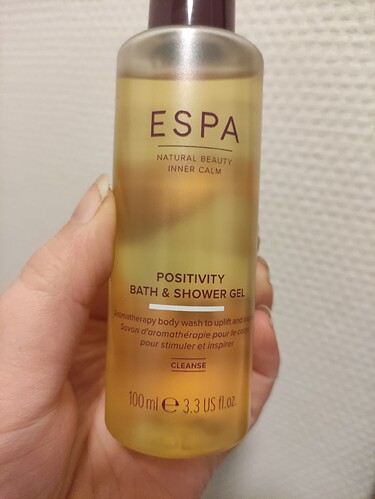 ESPA
NATURAL BEAUTY
INNER CALM
POSITIVITY
BATH & SHOWER GEL
aromatherapy body wash to uplift and
Savon d'aromathérapie pour le
pour stimuler et inspirer
CLEANSE
100 ml ℮ 3.3 US fl.oz.